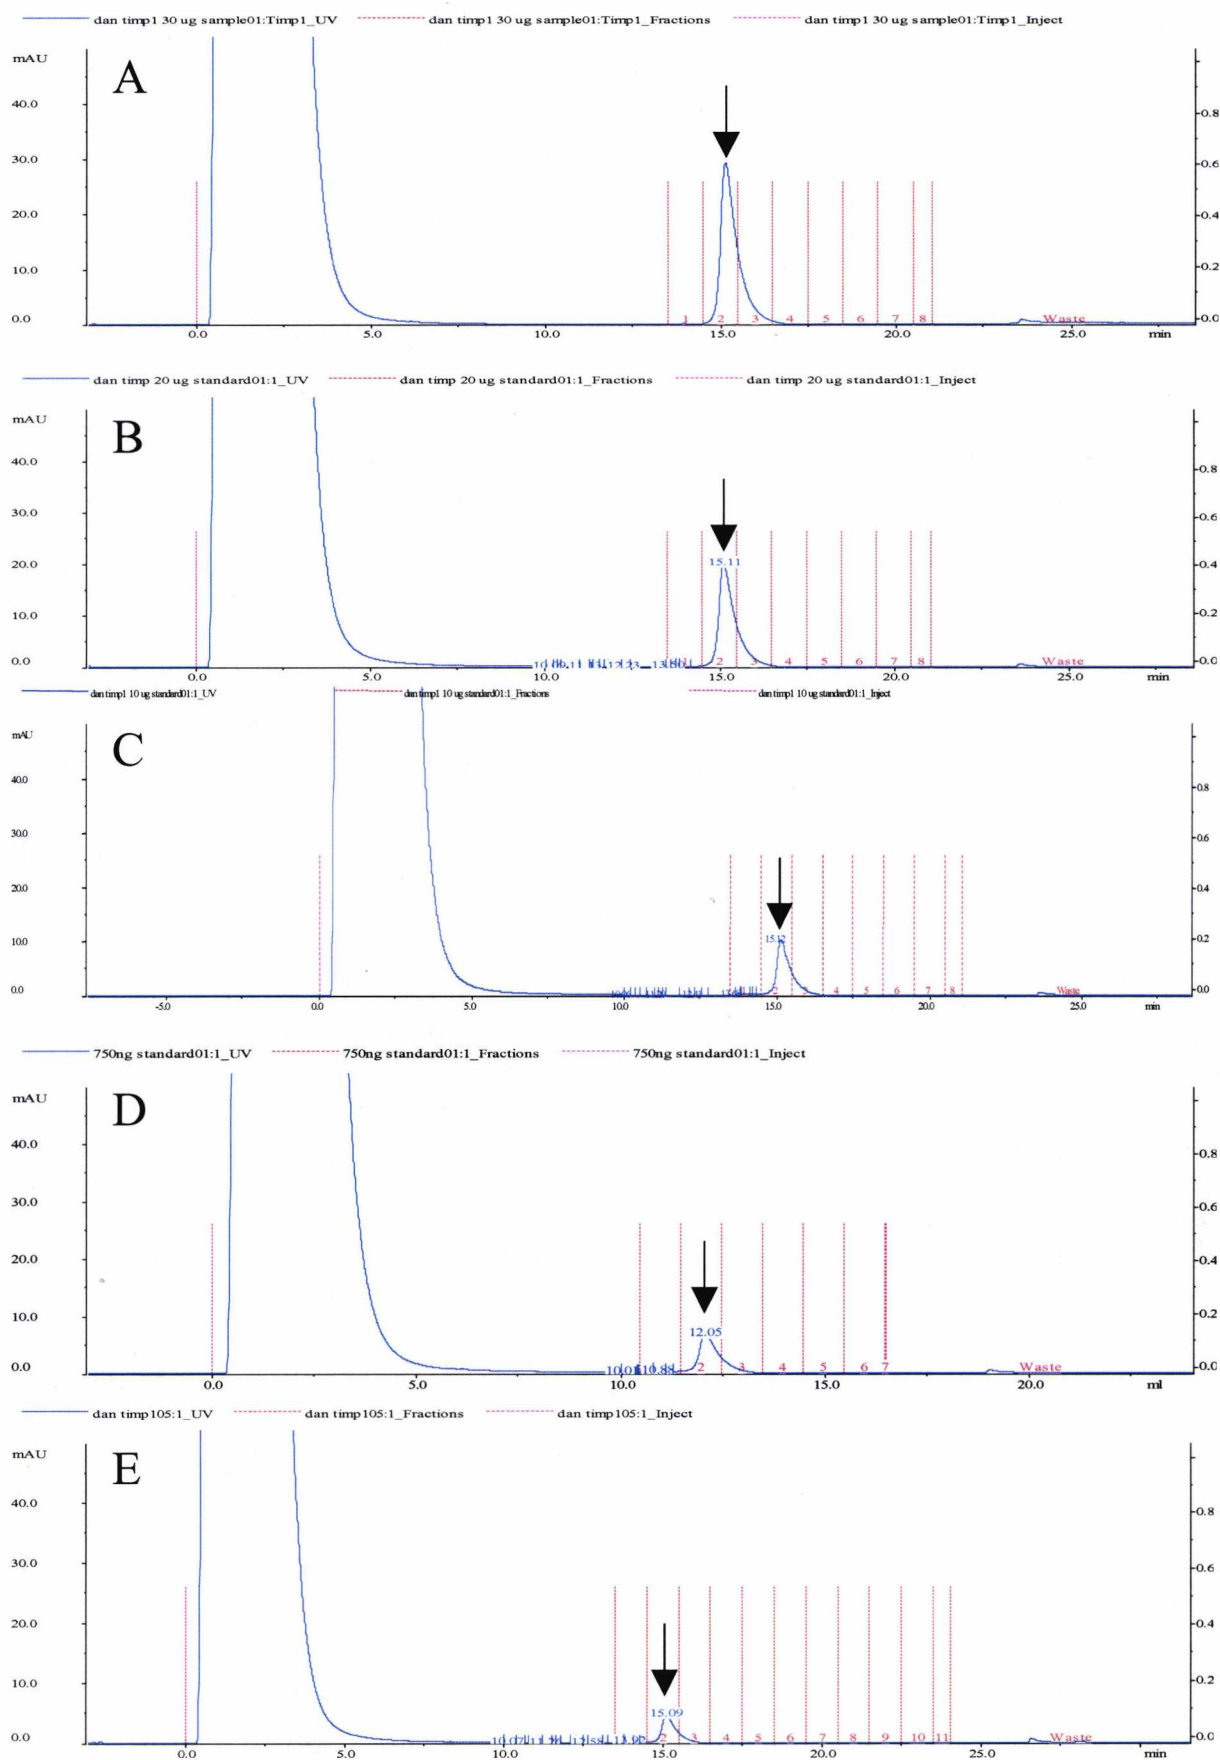 dan timp1 30 ug sample01:Timp1_UV dan timp1 30 ug sample01:Timp1_Fractions dan timp1 30 ug sample01:Timp1_Inject
mAU
A
40.0
30.0
20.0
10.0
0.0
0.8
0.6
0.4
0.2
0.0
1 2 3 4 5 6 7 8 Waste
0.0 5.0 10.0 15.0 20.0 25.0 min
dan timp 20 ug standard01:1_UV dan timp 20 ug standard01:1_Fractions dan timp 20 ug standard01:1_Inject
mAU
B
40.0
30.0
20.0
10.0
0.0
0.8
0.6
0.4
0.2
0.0
15.11
2 3 4 5 6 7 8 Waste
0.0 5.0 10.0 15.0 20.0 25.0 min
dan timp1 10 ug standard01:1_UV dan timp1 10 ug standard01:1_Fractions dan timp1 10 ug standard01:1_Inject
mAU
C
40.0
30.0
20.0
10.0
0.0
0.8
0.6
0.4
0.2
0.0
15.12
2 4 5 6 7 8 Waste
-5.0 0.0 5.0 10.0 15.0 20.0 25.0 min
750ng standard01:1_UV 750ng standard01:1_Fractions 750ng standard01:1_Inject
mAU
D
40.0
30.0
20.0
10.0
0.0
0.8
0.6
0.4
0.2
0.0
12.05
2 3 4 5 6 7 Waste
0.0 5.0 10.0 15.0 20.0 ml
dan timp105:1_UV dan timp105:1_Fractions dan timp105:1_Inject
mAU
E
40.0
30.0
20.0
10.0
0.0
0.8
0.6
0.4
0.2
0.0
15.09
2 3 4 5 6 7 8 9 10 11 Waste
0.0 5.0 10.0 15.0 20.0 25.0 min